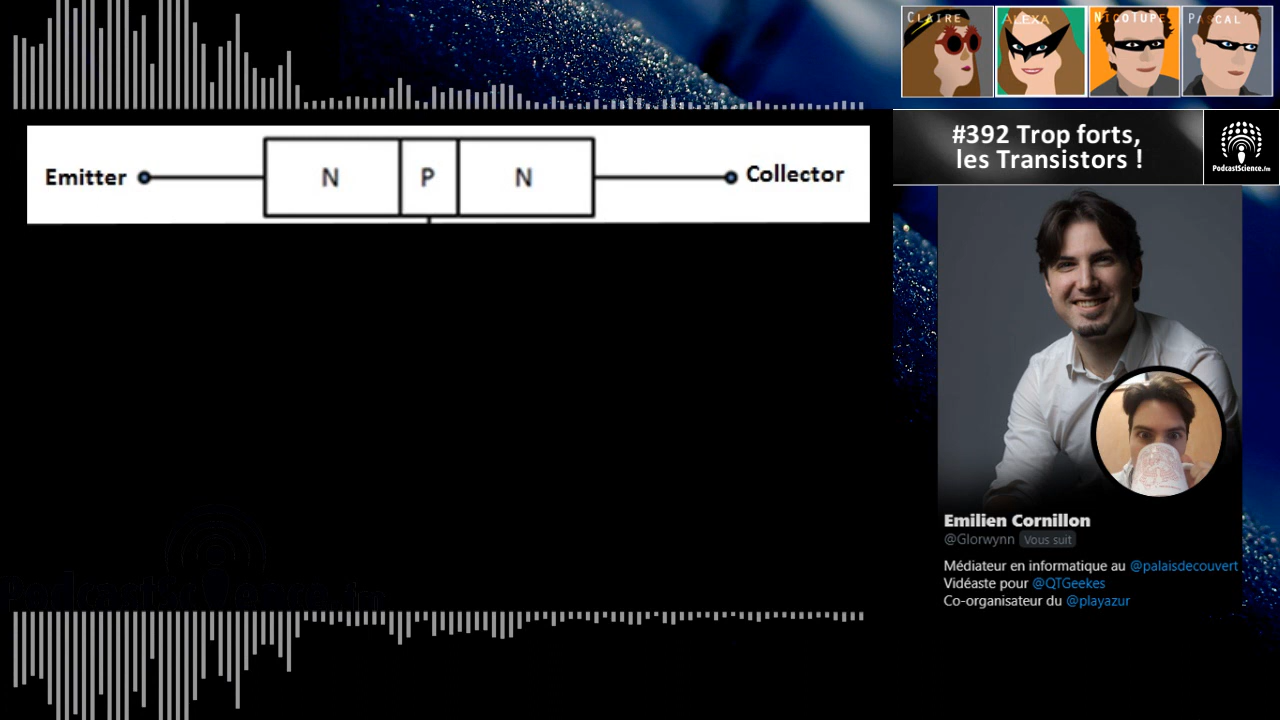 CLAIRE
ALEXA
NICOTUPE
PASCAL
#392 Trop forts,
les Transistors !
PodcastScience.fm
Emitter
N
P
N
Collector
Emilien Cornillon
@Glorwynn Vous suit
Médiateur en informatique au @palaisdecouvert
Vidéaste pour @QTGeekes
Co-organisateur du @playazur